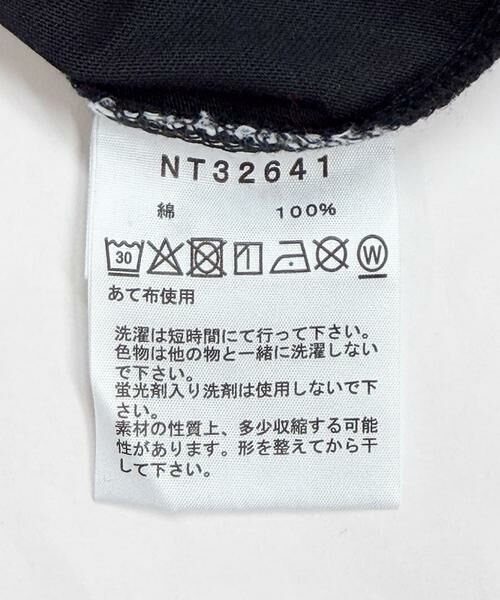 NT32641
綿 100%
30 W
あて布使用
洗濯は短時間にて行って下さい。
色物は他の物と一緒に洗濯しない
で下さい。
蛍光剤入り洗剤は使用しないで下
さい。
素材の性質上、多少収縮する可能
性があります。形を整えてから干
して下さい。